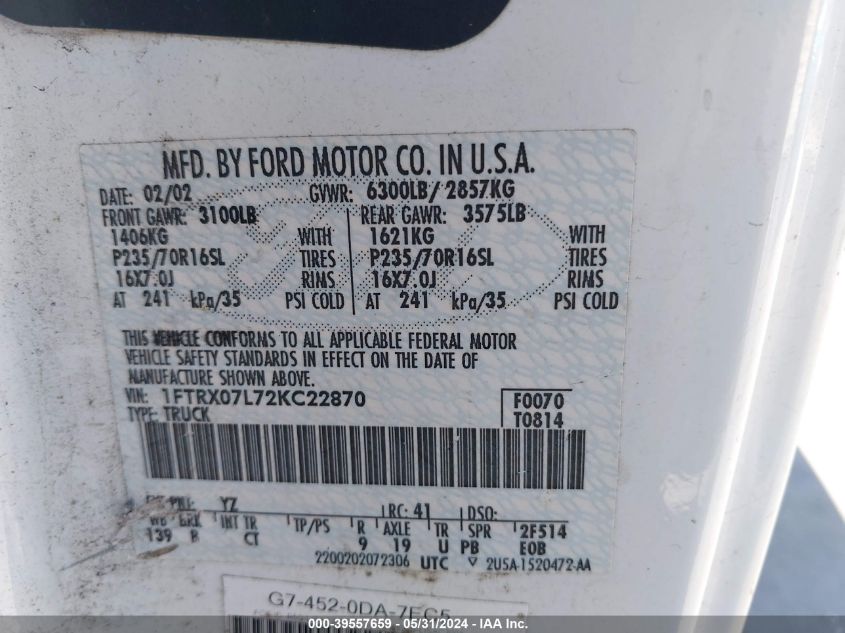 MFD. BY FORD MOTOR CO. IN U.S.A.
DATE: 02/02 GVWR: 6300LB/ 2857KG
FRONT GAWR: 3100LB REAR GAWR: 3575LB
1406KG WITH 1621KG WITH
P235/70R16SL TIRES P235/70R16SL TIRES
16X7.0J RIMS 16X7.0J RIMS
AT 241 kPa/35 PSI COLD AT 241 kPa/35 PSI COLD
THIS VEHICLE CONFORMS TO ALL APPLICABLE FEDERAL MOTOR
VEHICLE SAFETY STANDARDS IN EFFECT ON THE DATE OF
MANUFACTURE SHOWN ABOVE.
VIN: 1FTRX07L72KC22870 F0070
TYPE: TRUCK T0814
YZ RC: 41 DSO:
WB BRK INT TR TP/PS R AXLE TR SPR 2F514
139 B CT 9 19 U PB EOB
2200202072306 UTC ▽ 2U5A-1520472-AA
G7-452-0DA-7EC5
000-39557659 - 05/31/2024 - IAA Inc.